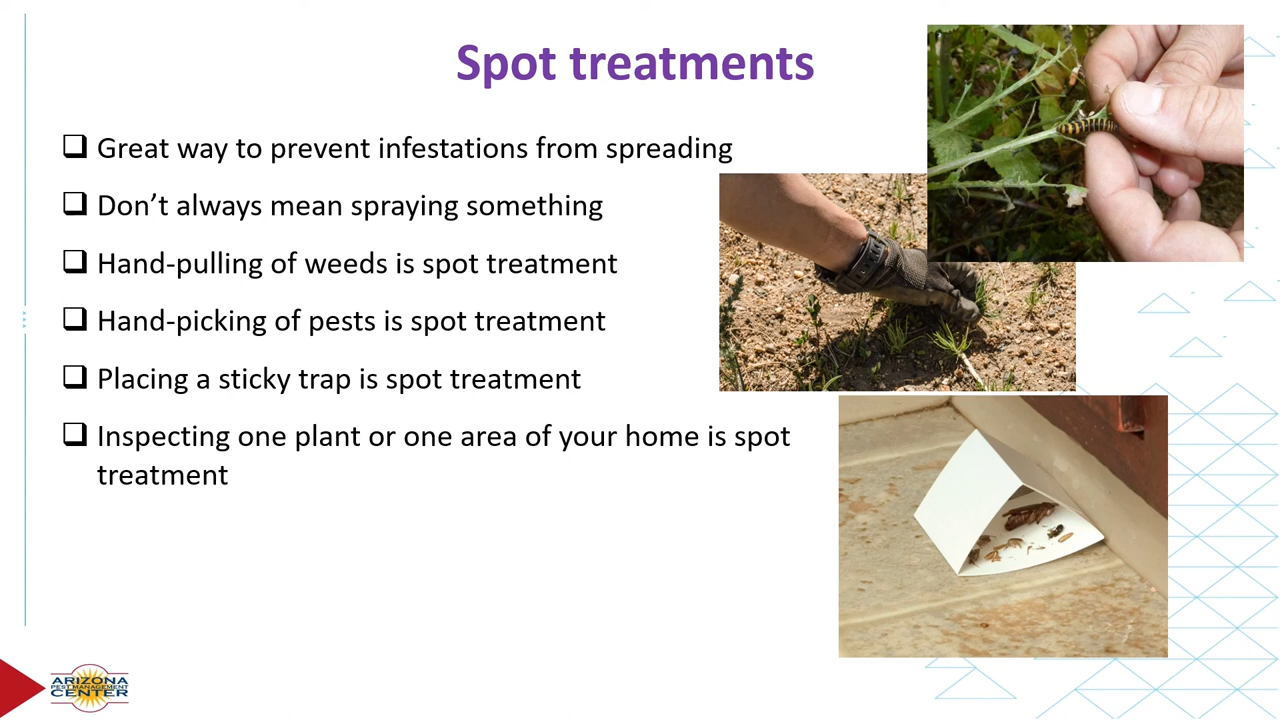 Spot treatments
Great way to prevent infestations from spreading
Don’t always mean spraying something
Hand-pulling of weeds is spot treatment
Hand-picking of pests is spot treatment
Placing a sticky trap is spot treatment
Inspecting one plant or one area of your home is spot
treatment
ARIZONA
PEST MANAGEMENT
CENTER